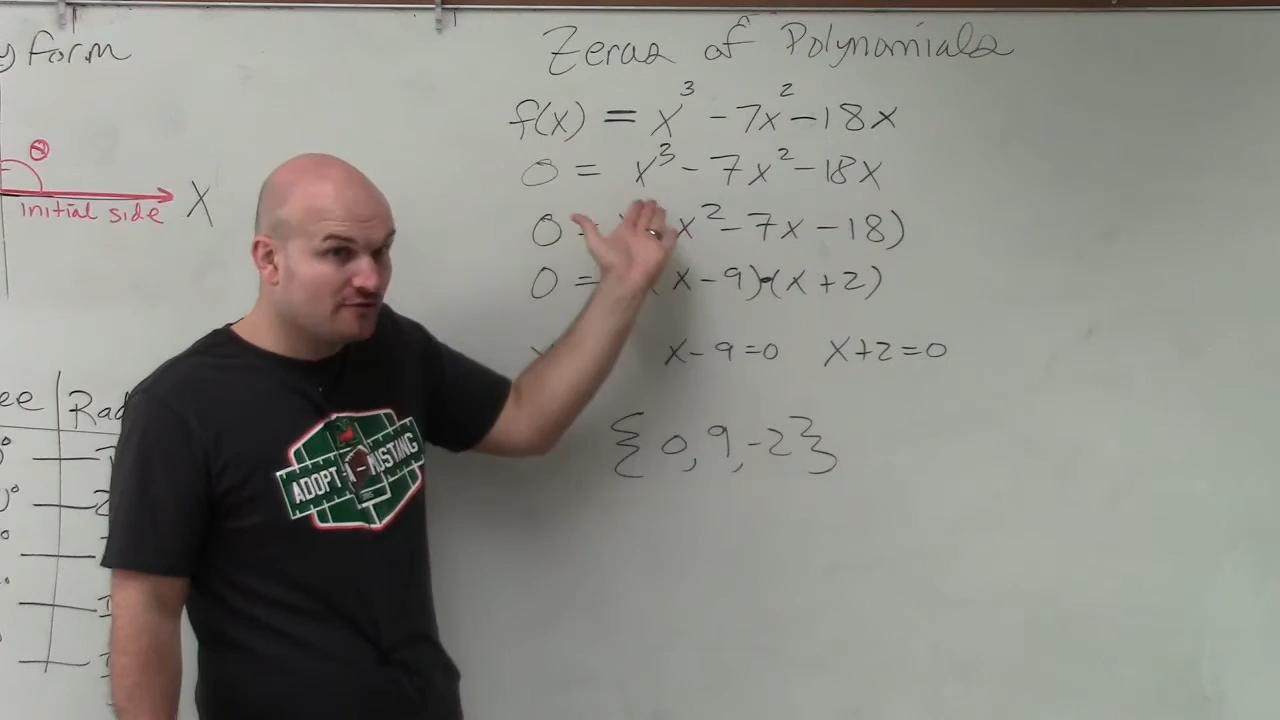 y form
θ
initial side X
ee Rad
Zeros of Polynomials
f(x) = x³ - 7x² - 18x
0 = x³ - 7x² - 18x
0 = x² - 7x - 18)
0 = (x - 9)·(x + 2)
x x - 9 = 0 x + 2 = 0
{0, 9, -2}
ADOPT -A- MUSTANG